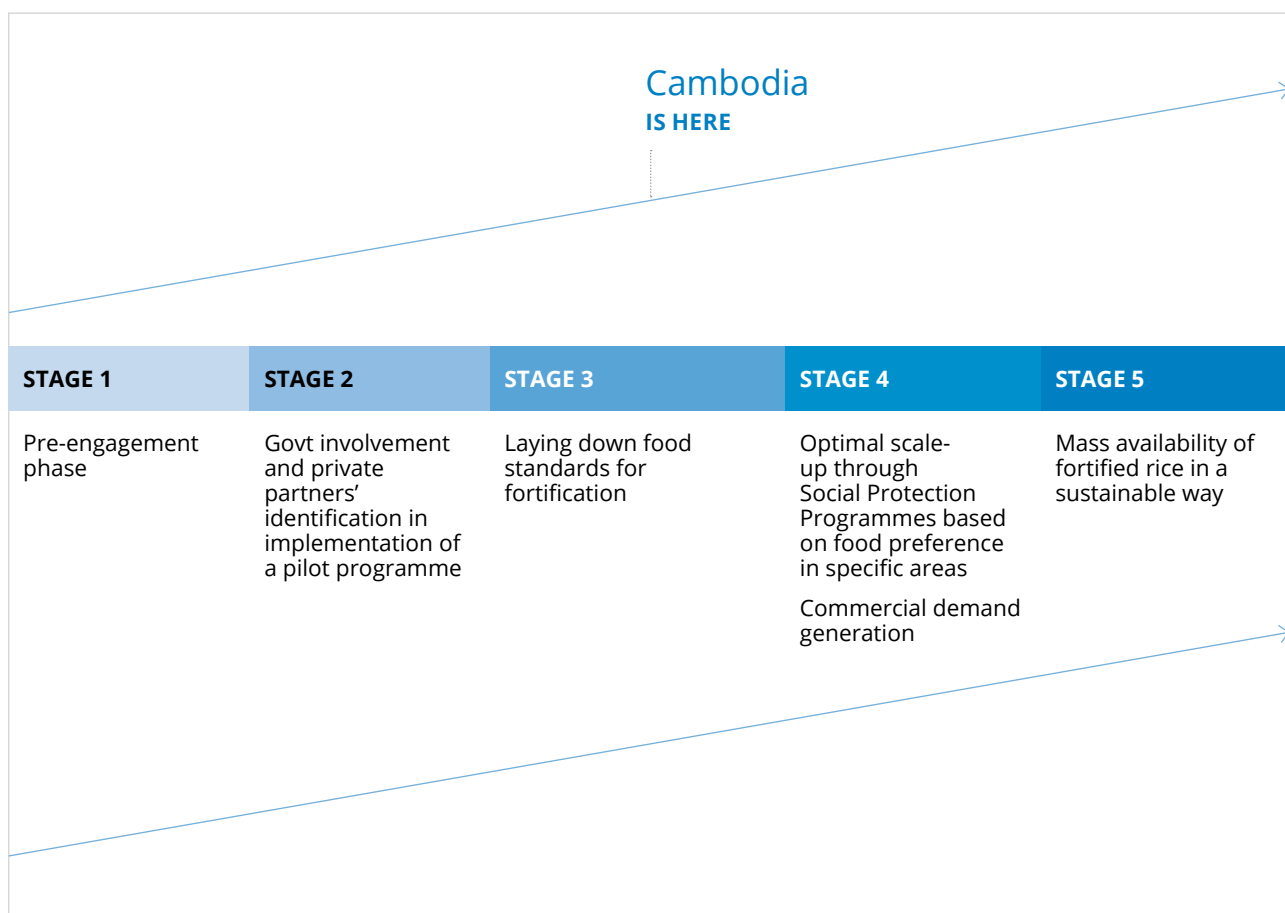 Cambodia
IS HERE
STAGE 1
STAGE 2
STAGE 3
STAGE 4
STAGE 5
Pre-engagement
phase
Govt involvement
and private
partners’
identification in
implementation of
a pilot programme
Laying down food
standards for
fortification
Optimal scale-
up through
Social Protection
Programmes based
on food preference
in specific areas
Commercial demand
generation
Mass availability of
fortified rice in a
sustainable way